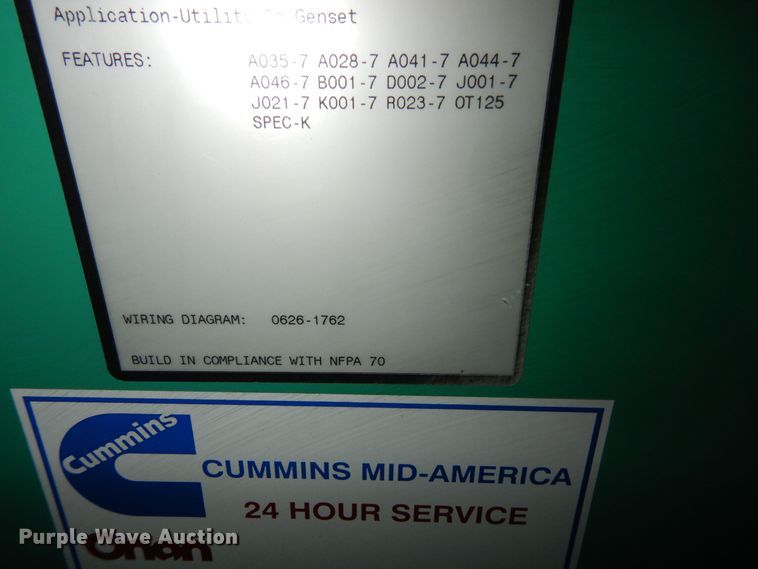 Application-Utility To Genset
FEATURES: A035-7 A028-7 A041-7 A044-7
A046-7 B001-7 D002-7 J001-7
J021-7 K001-7 R023-7 OT125
SPEC-K
WIRING DIAGRAM: 0626-1762
BUILD IN COMPLIANCE WITH NFPA 70
Cummins
CUMMINS MID-AMERICA
24 HOUR SERVICE
Onan
Purple Wave Auction